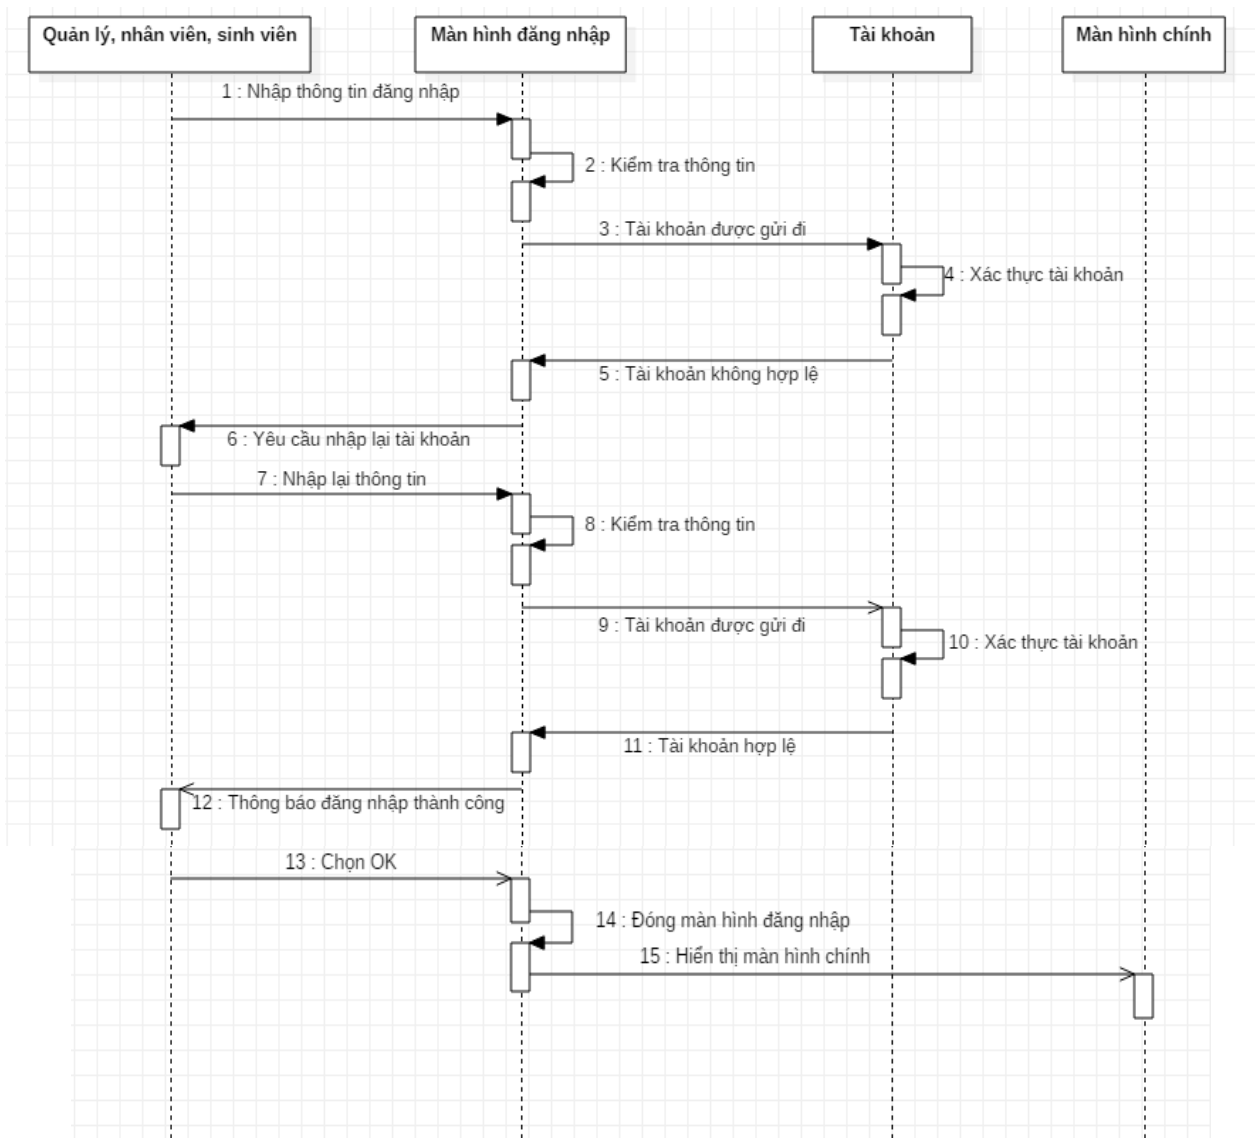 Quản lý, nhân viên, sinh viên
Màn hình đăng nhập
Tài khoản
Màn hình chính
1 : Nhập thông tin đăng nhập
2 : Kiểm tra thông tin
3 : Tài khoản được gửi đi
4 : Xác thực tài khoản
5 : Tài khoản không hợp lệ
6 : Yêu cầu nhập lại tài khoản
7 : Nhập lại thông tin
8 : Kiểm tra thông tin
9 : Tài khoản được gửi đi
10 : Xác thực tài khoản
11 : Tài khoản hợp lệ
12 : Thông báo đăng nhập thành công
13 : Chọn OK
14 : Đóng màn hình đăng nhập
15 : Hiển thị màn hình chính